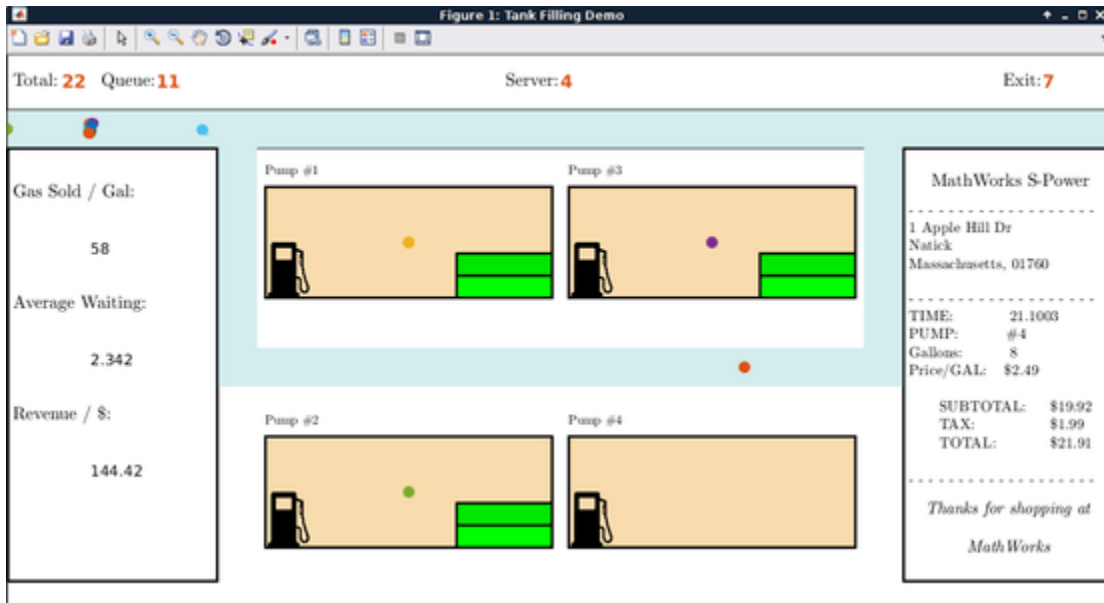 Figure 1: Tank Filling Demo
Total: 22 Queue: 11 Server: 4 Exit: 7
Gas Sold / Gal:
58
Average Waiting:
2.342
Revenue / $:
144.42
Pump #1
Pump #3
Pump #2
Pump #4
MathWorks S-Power
- - - - - - - - - - - - - - - - - - -
1 Apple Hill Dr
Natick
Massachusetts, 01760
- - - - - - - - - - - - - - - - - - -
TIME: 21.1003
PUMP: #4
Gallons: 8
Price/GAL: $2.49
SUBTOTAL: $19.92
TAX: $1.99
TOTAL: $21.91
- - - - - - - - - - - - - - - - - - -
Thanks for shopping at
MathWorks